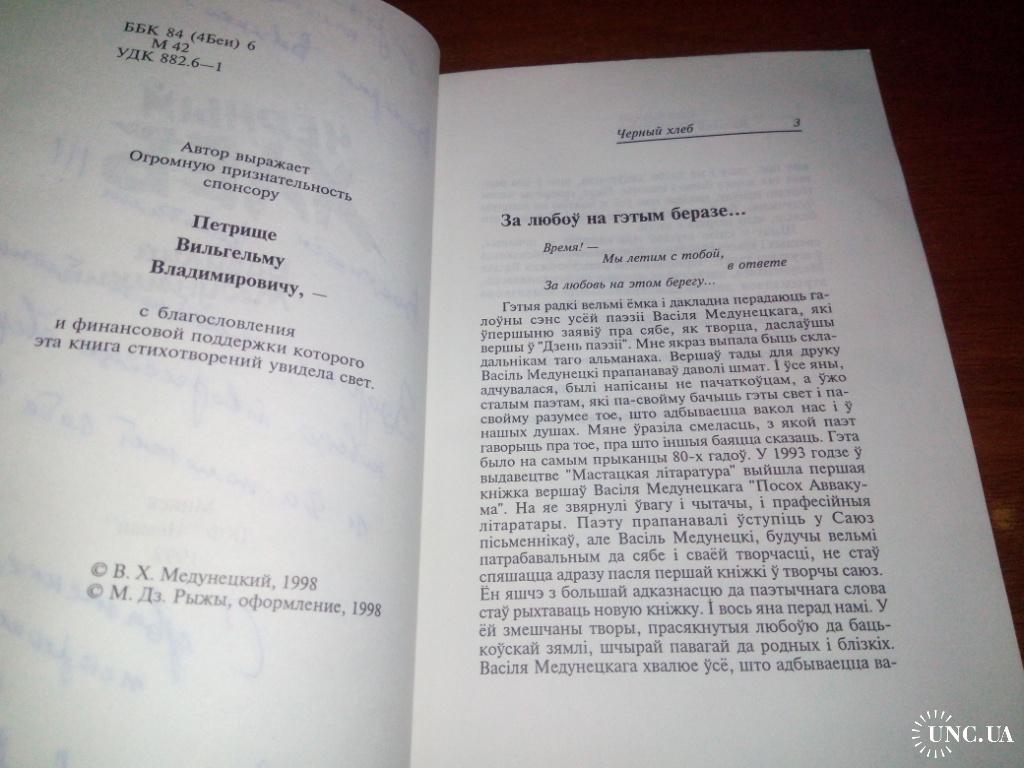 ББК 84 (4Беи) 6
М 42
УДК 882.6—1
Автор выражает
Огромную признательность
спонсору
Петрище
Вильгельму
Владимировичу, —
с благословления
и финансовой поддержки которого
эта книга стихотворений увидела свет.
© В. Х. Медунецкий, 1998
© М. Дз. Рыжы, оформление, 1998
Черный хлеб 3
За любоў на гэтым беразе...
Время! —
Мы летим с тобой,
в ответе
За любовь на этом берегу...
Гэтыя радкі вельмі ёмка і дакладна перадаюць га-
лоўны сэнс усёй паэзіі Васіля Медунецкага, які
ўпершыню заявіў пра сябе, як творца, даслаўшы
вершы ў "Дзень паэзіі". Мне якраз выпала быць скла-
дальнікам таго альманаха. Вершаў тады для друку
Васіль Медунецкі прапанаваў даволі шмат. І ўсе яны,
адчувалася, былі напісаны не пачаткоўцам, а ўжо
сталым паэтам, які па-свойму бачыць гэты свет і па-
свойму разумее тое, што адбываецца вакол нас і ў
нашых душах. Мяне ўразіла смеласць, з якой паэт
гаворыць пра тое, пра што іншыя баяцца сказаць. Гэта
было на самым прыканцы 80-х гадоў. У 1993 годзе ў
выдавецтве "Мастацкая літаратура" выйшла першая
кніжка вершаў Васіля Медунецкага "Посох Авваку-
ма". На яе звярнулі ўвагу і чытачы, і прафесійныя
літаратары. Паэту прапанавалі ўступіць у Саюз
пісьменнікаў, але Васіль Медунецкі, будучы вельмі
патрабавальным да сябе і сваёй творчасці, не стаў
спяшацца адразу пасля першай кніжкі ў творчы саюз.
Ён яшчэ з большай адказнасцю да паэтычнага слова
стаў рыхтаваць новую кніжку. І вось яна перад намі. У
ёй змешчаны творы, прасякнутыя любоўю да баць-
коўскай зямлі, шчырай павагай да родных і блізкіх.
Васіля Медунецкага хвалюе ўсё, што адбываецца ва-
UNC.UA